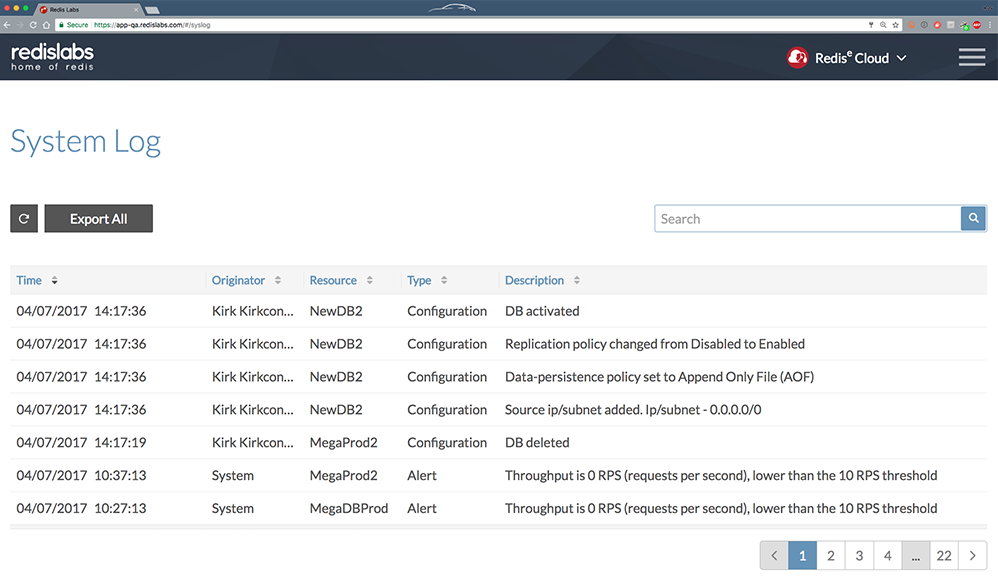 Redis Labs
Secure https://app-qa.redislabs.com/#/syslog
redislabs
home of redis
Redisᵉ Cloud
System Log
Export All
Search
Time Originator Resource Type Description
04/07/2017 14:17:36 Kirk Kirkcon... NewDB2 Configuration DB activated
04/07/2017 14:17:36 Kirk Kirkcon... NewDB2 Configuration Replication policy changed from Disabled to Enabled
04/07/2017 14:17:36 Kirk Kirkcon... NewDB2 Configuration Data-persistence policy set to Append Only File (AOF)
04/07/2017 14:17:36 Kirk Kirkcon... NewDB2 Configuration Source ip/subnet added. Ip/subnet - 0.0.0.0/0
04/07/2017 14:17:19 Kirk Kirkcon... MegaProd2 Configuration DB deleted
04/07/2017 10:37:13 System MegaProd2 Alert Throughput is 0 RPS (requests per second), lower than the 10 RPS threshold
04/07/2017 10:27:13 System MegaDBProd Alert Throughput is 0 RPS (requests per second), lower than the 10 RPS threshold
< 1 2 3 4 ... 22 >